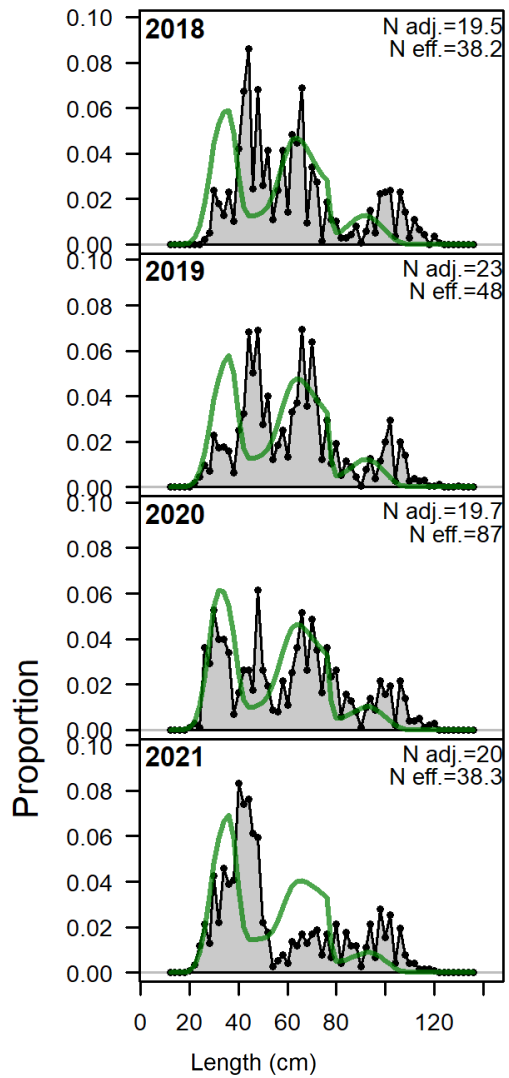 0.10
2018
N adj.=19.5
N eff.=38.2
0.08
0.06
0.04
0.02
0.00
0.10
2019
N adj.=23
N eff.=48
0.08
0.06
0.04
0.02
0.00
0.10
2020
N adj.=19.7
N eff.=87
0.08
0.06
0.04
0.02
0.00
0.10
2021
N adj.=20
N eff.=38.3
0.08
0.06
0.04
0.02
0.00
Proportion
0 20 40 60 80 120
Length (cm)